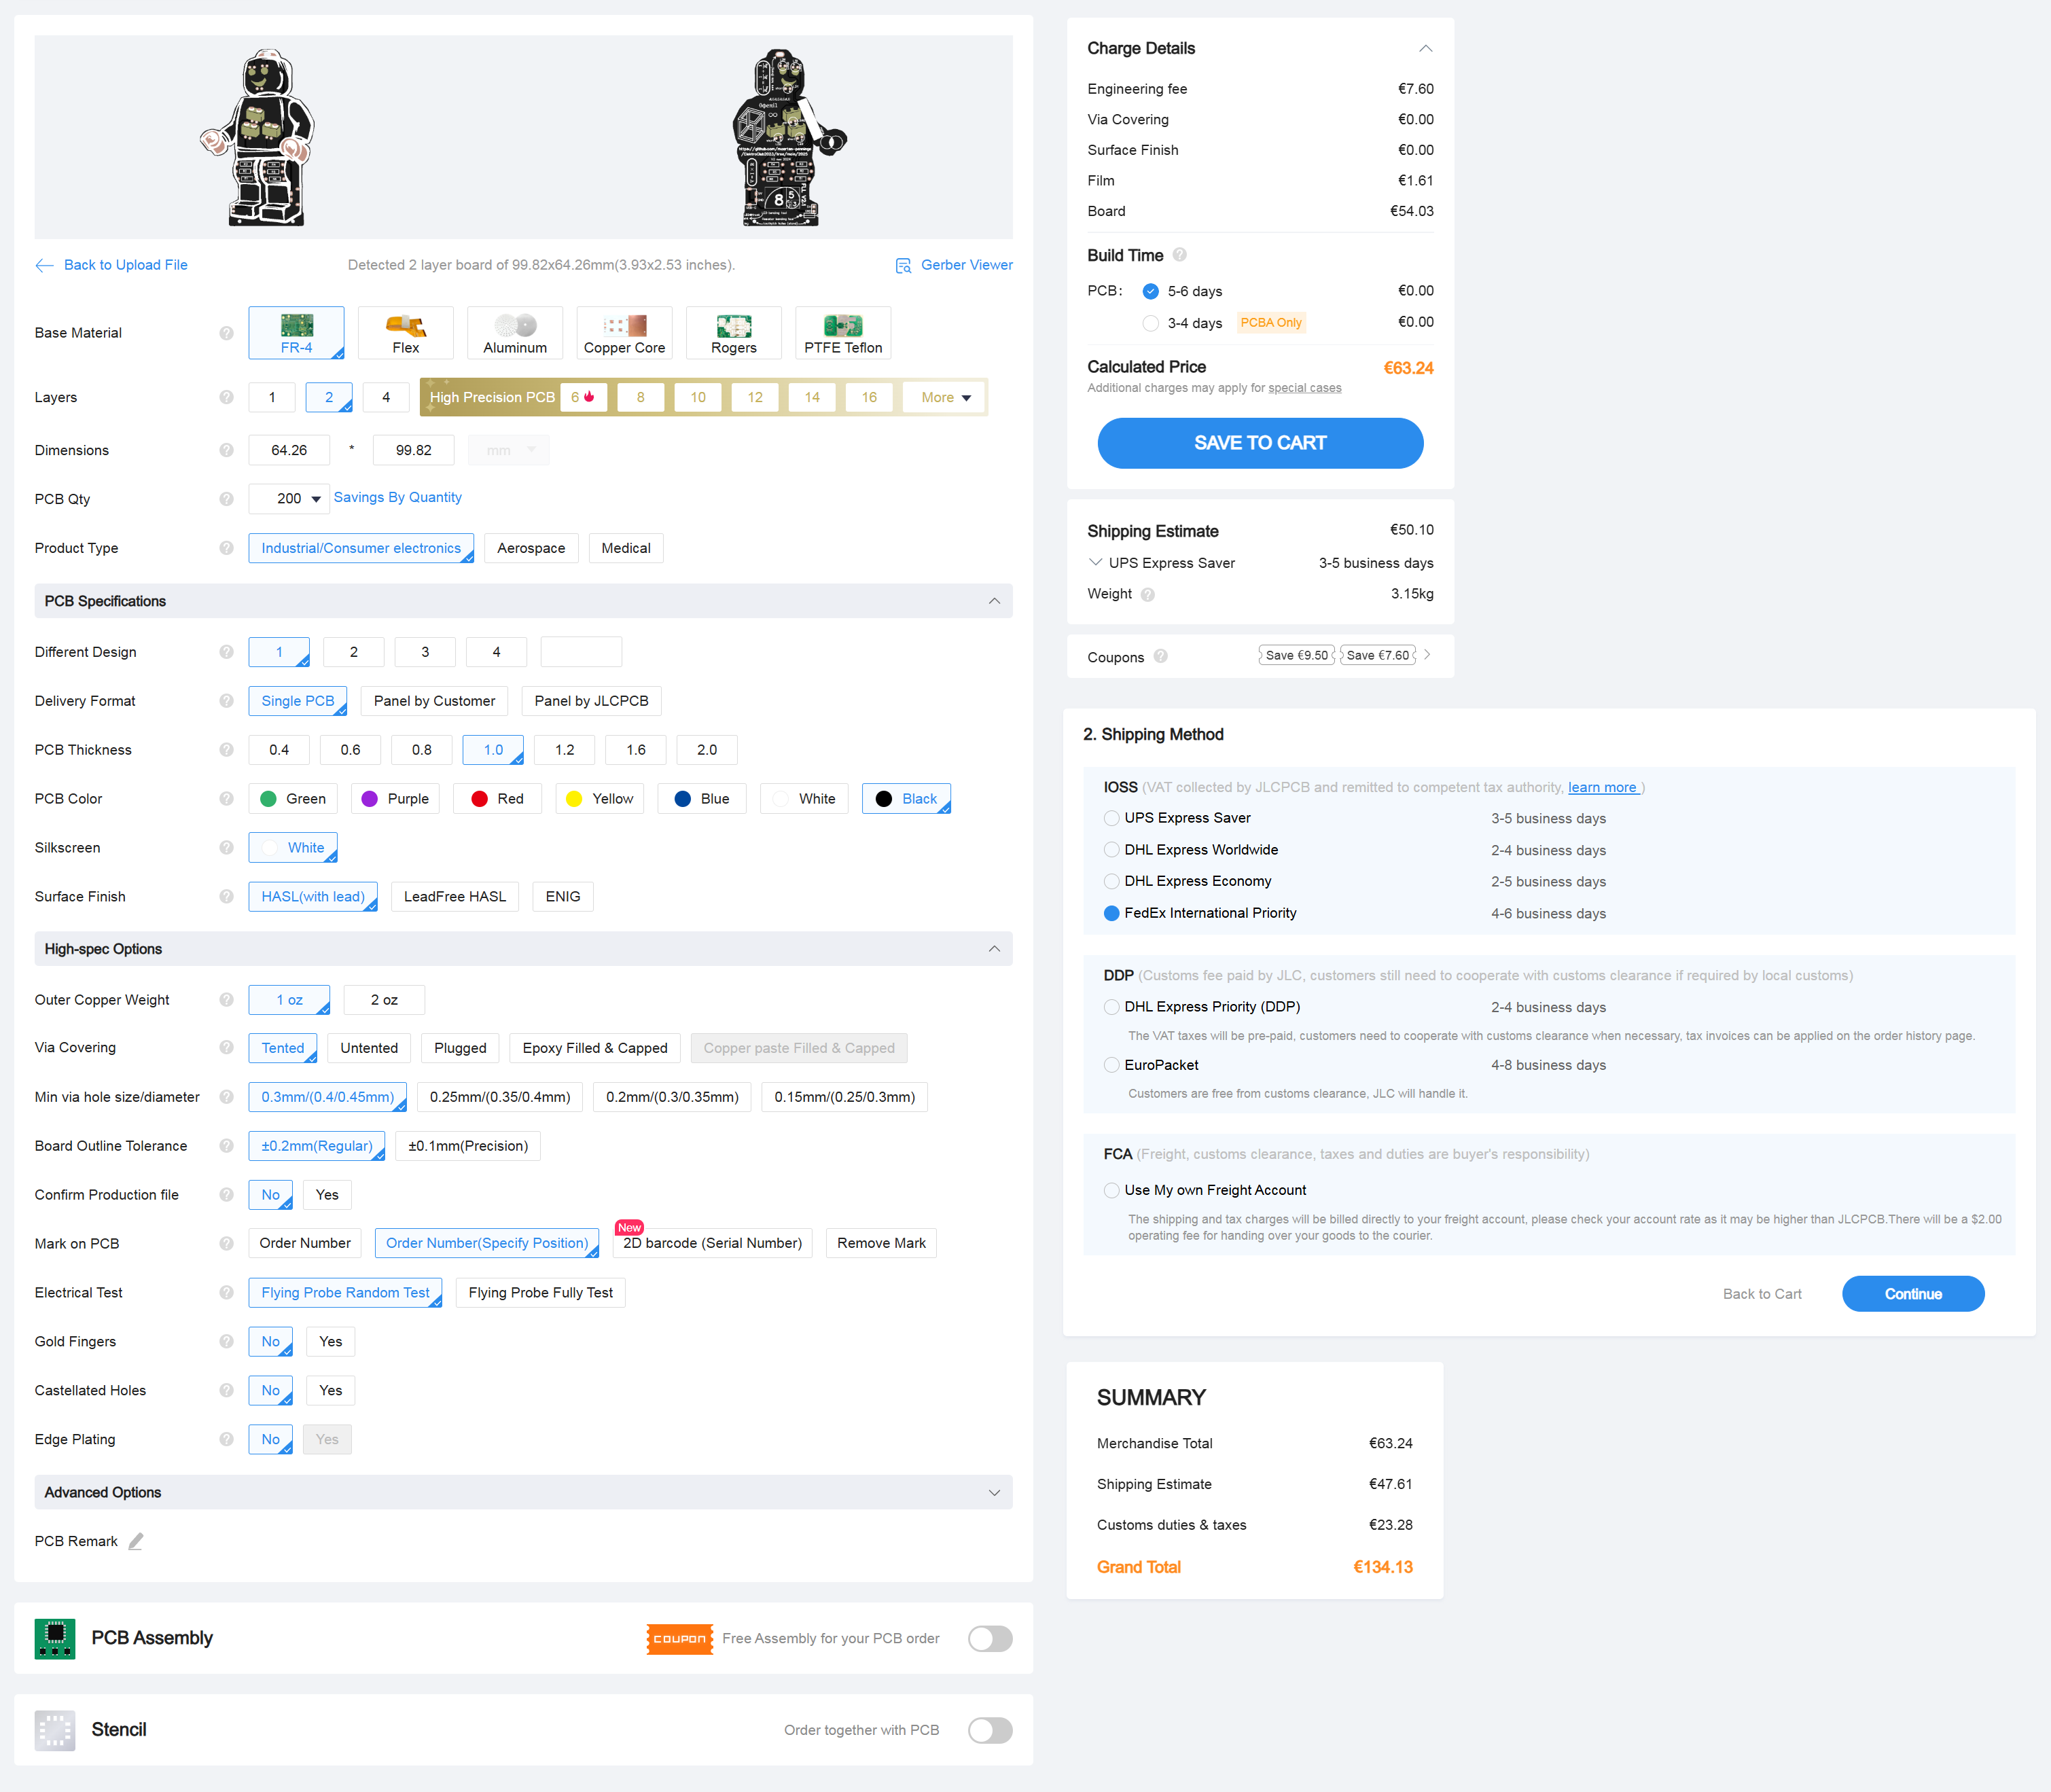 Back to Upload File
Detected 2 layer board of 99.82x64.26mm(3.93x2.53 inches).
Gerber Viewer
Base Material
FR-4
Flex
Aluminum
Copper Core
Rogers
PTFE Teflon
Layers
1
2
4
High Precision PCB
6
8
10
12
14
16
More
Dimensions
64.26
*
99.82
mm
PCB Qty
200
Savings By Quantity
Product Type
Industrial/Consumer electronics
Aerospace
Medical
PCB Specifications
Different Design
1
2
3
4
Delivery Format
Single PCB
Panel by Customer
Panel by JLCPCB
PCB Thickness
0.4
0.6
0.8
1.0
1.2
1.6
2.0
PCB Color
Green
Purple
Red
Yellow
Blue
White
Black
Silkscreen
White
Surface Finish
HASL(with lead)
LeadFree HASL
ENIG
High-spec Options
Outer Copper Weight
1 oz
2 oz
Via Covering
Tented
Untented
Plugged
Epoxy Filled & Capped
Copper paste Filled & Capped
Min via hole size/diameter
0.3mm/(0.4/0.45mm)
0.25mm/(0.35/0.4mm)
0.2mm/(0.3/0.35mm)
0.15mm/(0.25/0.3mm)
Board Outline Tolerance
±0.2mm(Regular)
±0.1mm(Precision)
Confirm Production file
No
Yes
Mark on PCB
Order Number
Order Number(Specify Position)
New
2D barcode (Serial Number)
Remove Mark
Electrical Test
Flying Probe Random Test
Flying Probe Fully Test
Gold Fingers
No
Yes
Castellated Holes
No
Yes
Edge Plating
No
Yes
Advanced Options
PCB Remark
PCB Assembly
COUPON
Free Assembly for your PCB order
Stencil
Order together with PCB
Charge Details
Engineering fee €7.60
Via Covering €0.00
Surface Finish €0.00
Film €1.61
Board €54.03
Build Time
PCB: 5-6 days €0.00
3-4 days PCBA Only €0.00
Calculated Price €63.24
Additional charges may apply for special cases
SAVE TO CART
Shipping Estimate €50.10
UPS Express Saver 3-5 business days
Weight 3.15kg
Coupons Save €9.50 Save €7.60
2. Shipping Method
IOSS (VAT collected by JLCPCB and remitted to competent tax authority, learn more )
UPS Express Saver 3-5 business days
DHL Express Worldwide 2-4 business days
DHL Express Economy 2-5 business days
FedEx International Priority 4-6 business days
DDP (Customs fee paid by JLC, customers still need to cooperate with customs clearance if required by local customs)
DHL Express Priority (DDP) 2-4 business days
The VAT taxes will be pre-paid, customers need to cooperate with customs clearance when necessary, tax invoices can be applied on the order history page.
EuroPacket 4-8 business days
Customers are free from customs clearance, JLC will handle it.
FCA (Freight, customs clearance, taxes and duties are buyer's responsibility)
Use My own Freight Account
The shipping and tax charges will be billed directly to your freight account, please check your account rate as it may be higher than JLCPCB.There will be a $2.00
operating fee for handing over your goods to the courier.
Back to Cart
Continue
SUMMARY
Merchandise Total €63.24
Shipping Estimate €47.61
Customs duties & taxes €23.28
Grand Total €134.13